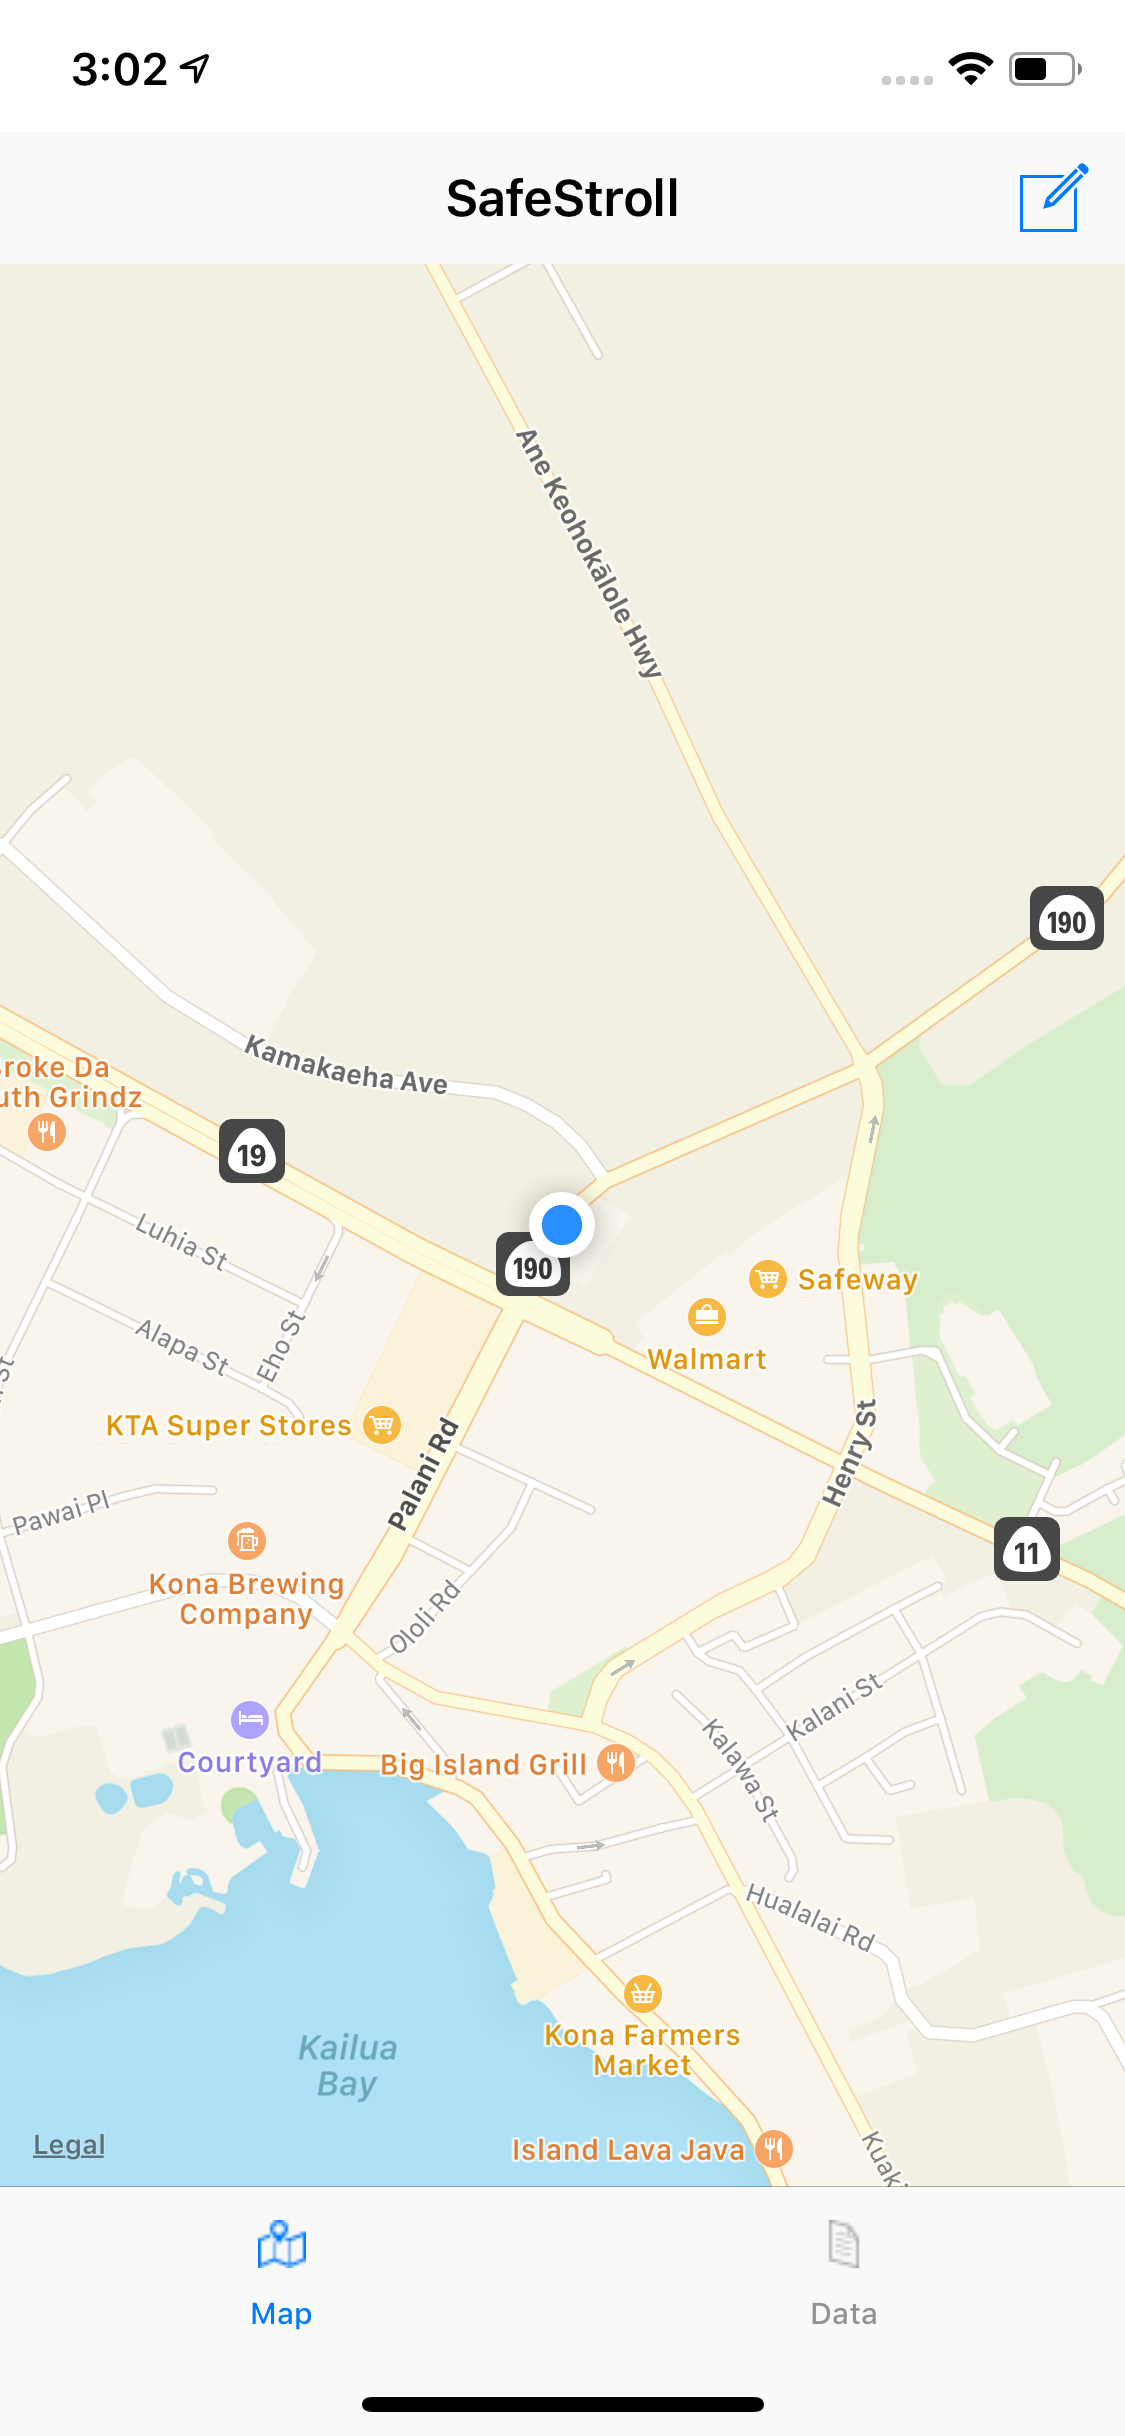 3:02
SafeStroll
Ane Keohokālole Hwy
190
Kamakaeha Ave
roke Da
uth Grindz
19
Luhia St
190
Safeway
Walmart
Alapa St
Eho St
St
KTA Super Stores
Palani Rd
Henry St
Pawai Pl
11
Kona Brewing
Company
Ololi Rd
Kalani St
Kalawa St
Courtyard
Big Island Grill
Hualalai Rd
Kona Farmers
Market
Kailua
Bay
Legal
Island Lava Java
Kuaki
Map
Data